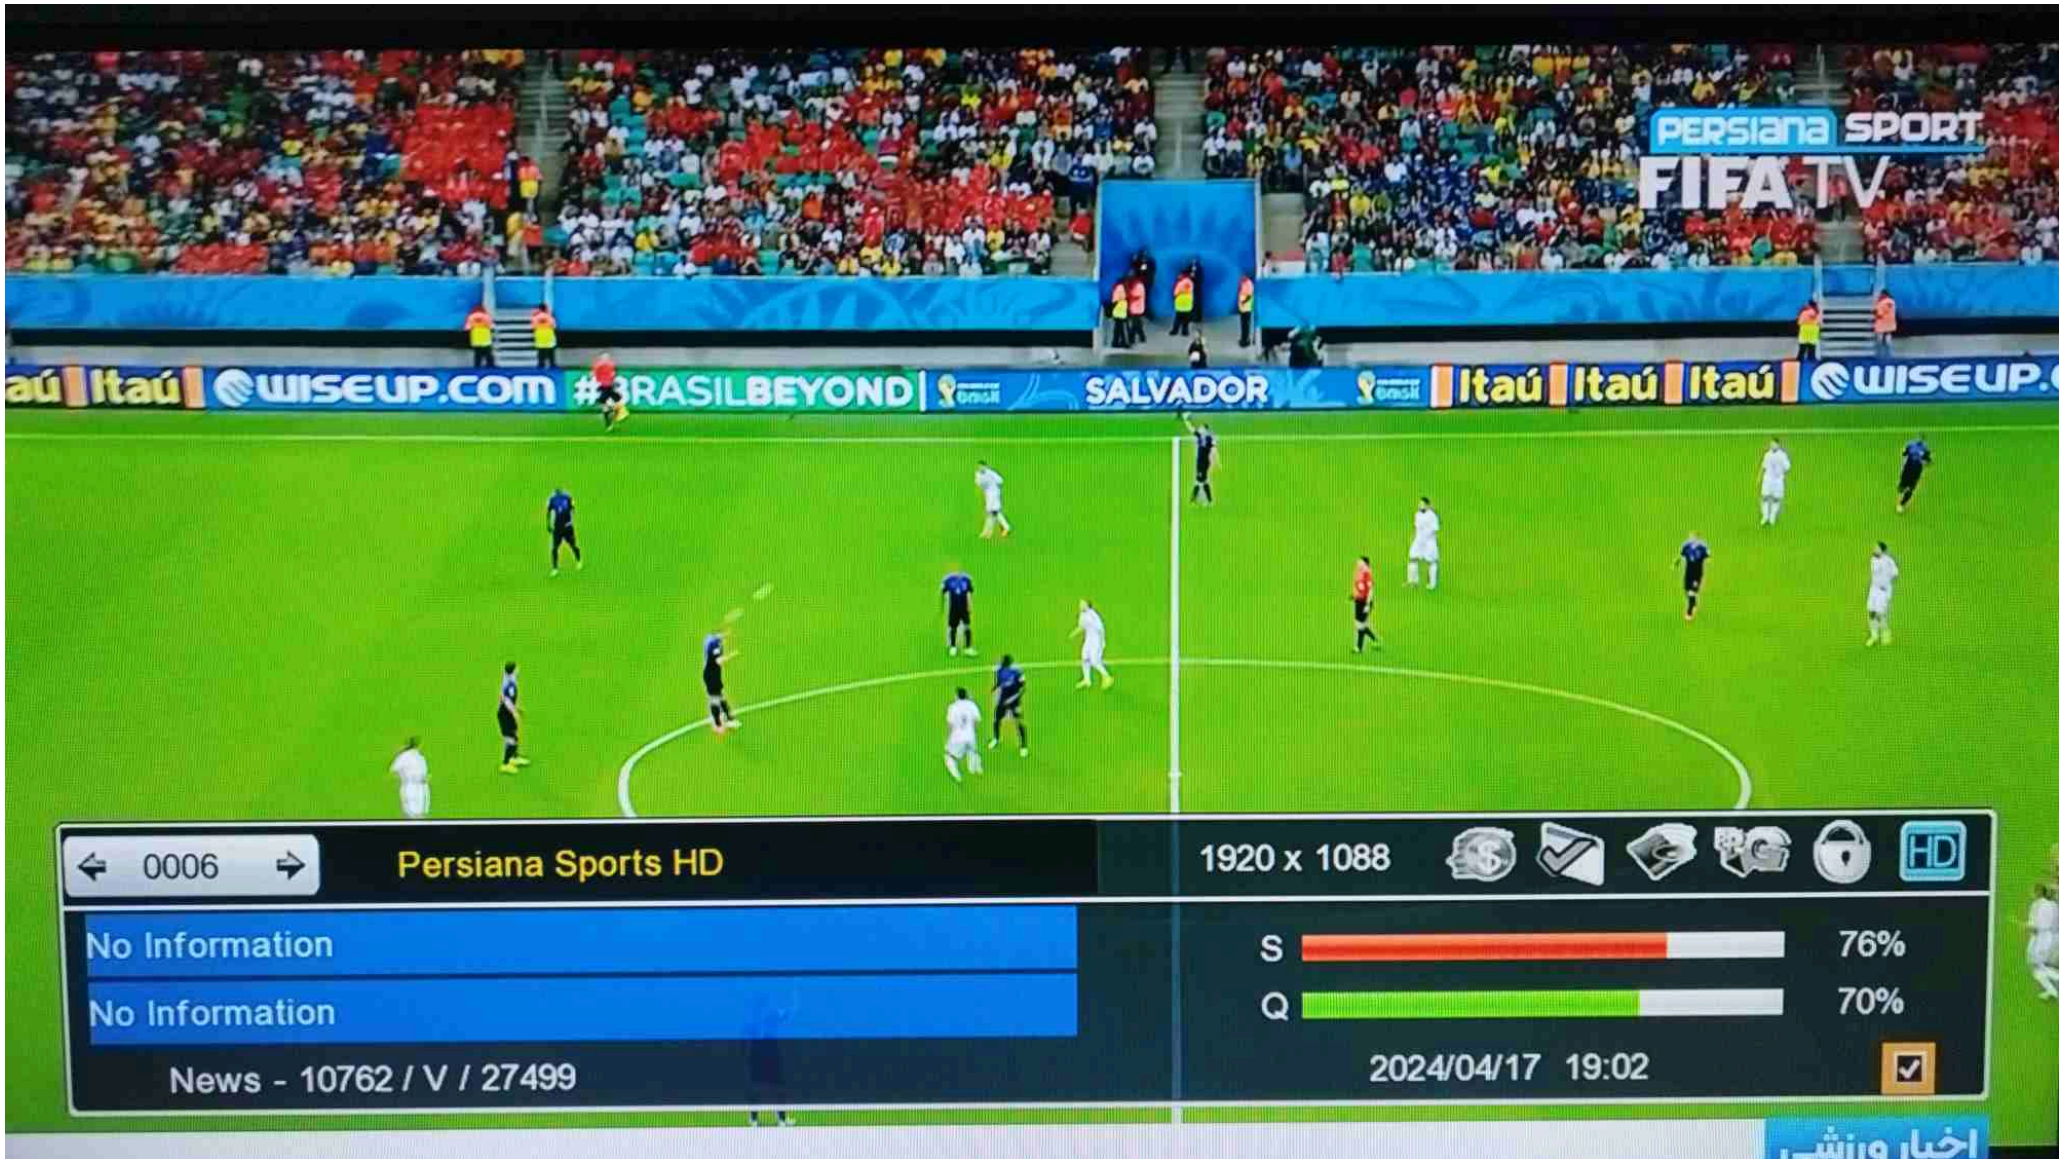 PERSIANA SPORT
FIFA TV
aú Itaú WISEUP.COM #BRASILBEYOND SALVADOR Itaú Itaú Itaú WISEUP.
0006 Persiana Sports HD 1920 x 1088 HD
No Information
S 76%
No Information
Q 70%
News - 10762 / V / 27499
2024/04/17 19:02
اخبار ورزشی